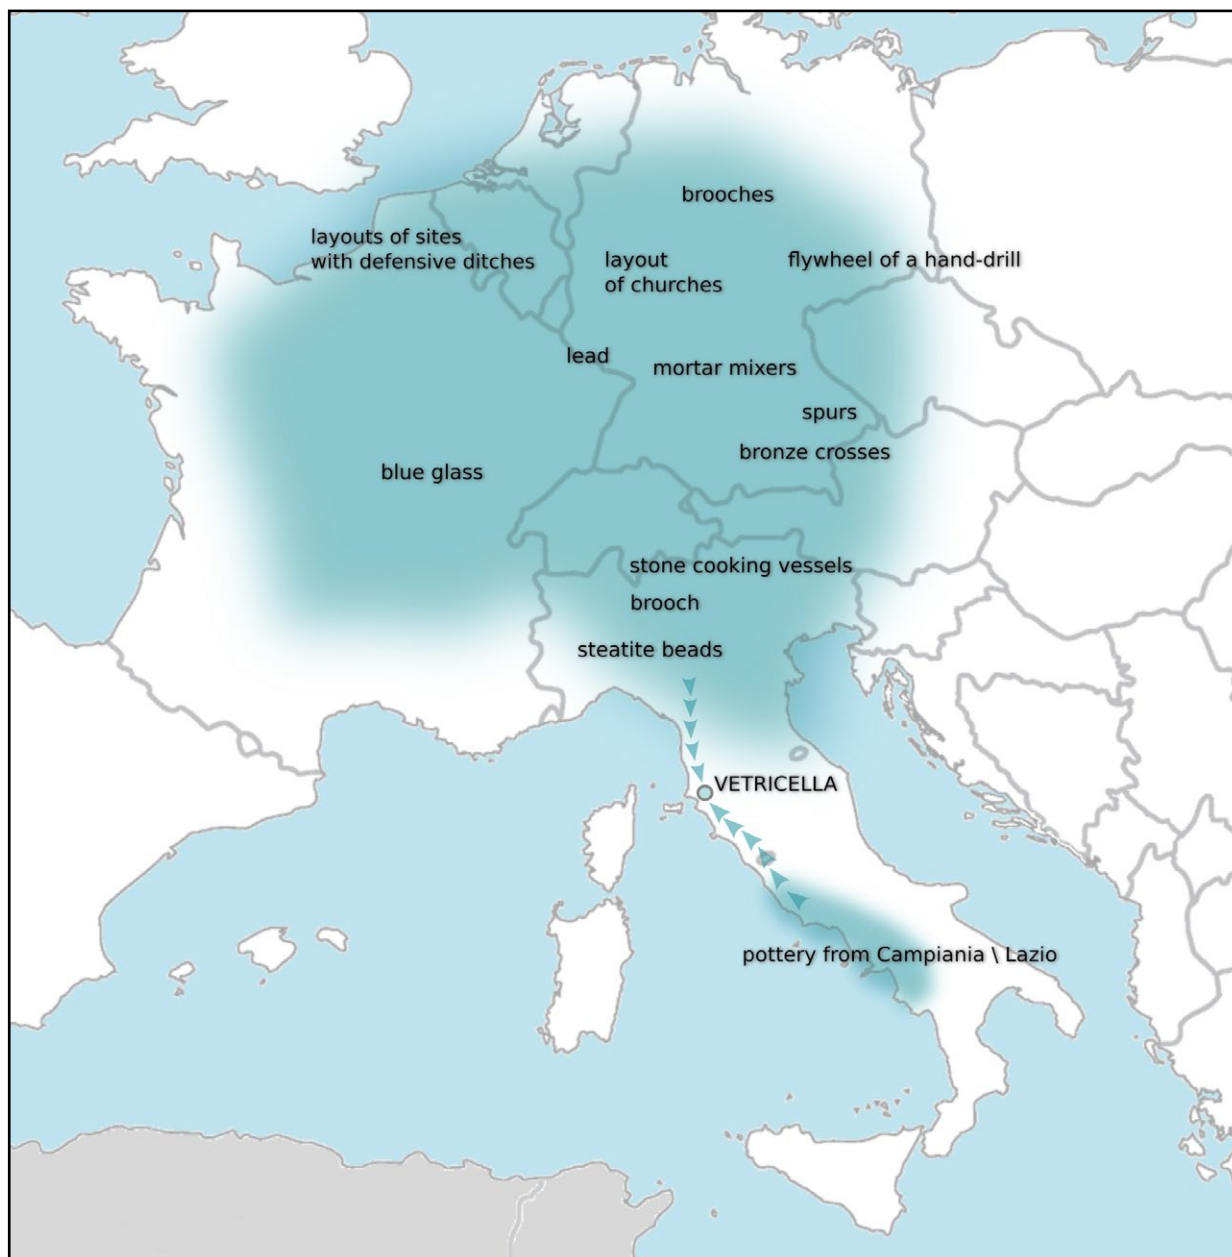 brooches
layouts of sites
with defensive ditches
layout
of churches
flywheel of a hand-drill
lead
mortar mixers
spurs
bronze crosses
blue glass
stone cooking vessels
brooch
steatite beads
VETRICELLA
pottery from Campiania \ Lazio